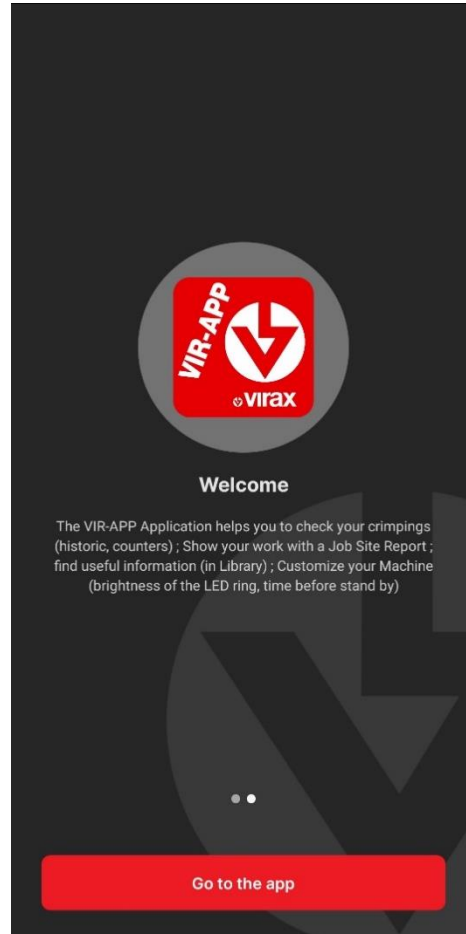 VIR-APP
virax
Welcome
The VIR-APP Application helps you to check your crimpings
(historic, counters) ; Show your work with a Job Site Report ;
find useful information (in Library) ; Customize your Machine
(brightness of the LED ring, time before stand by)
Go to the app